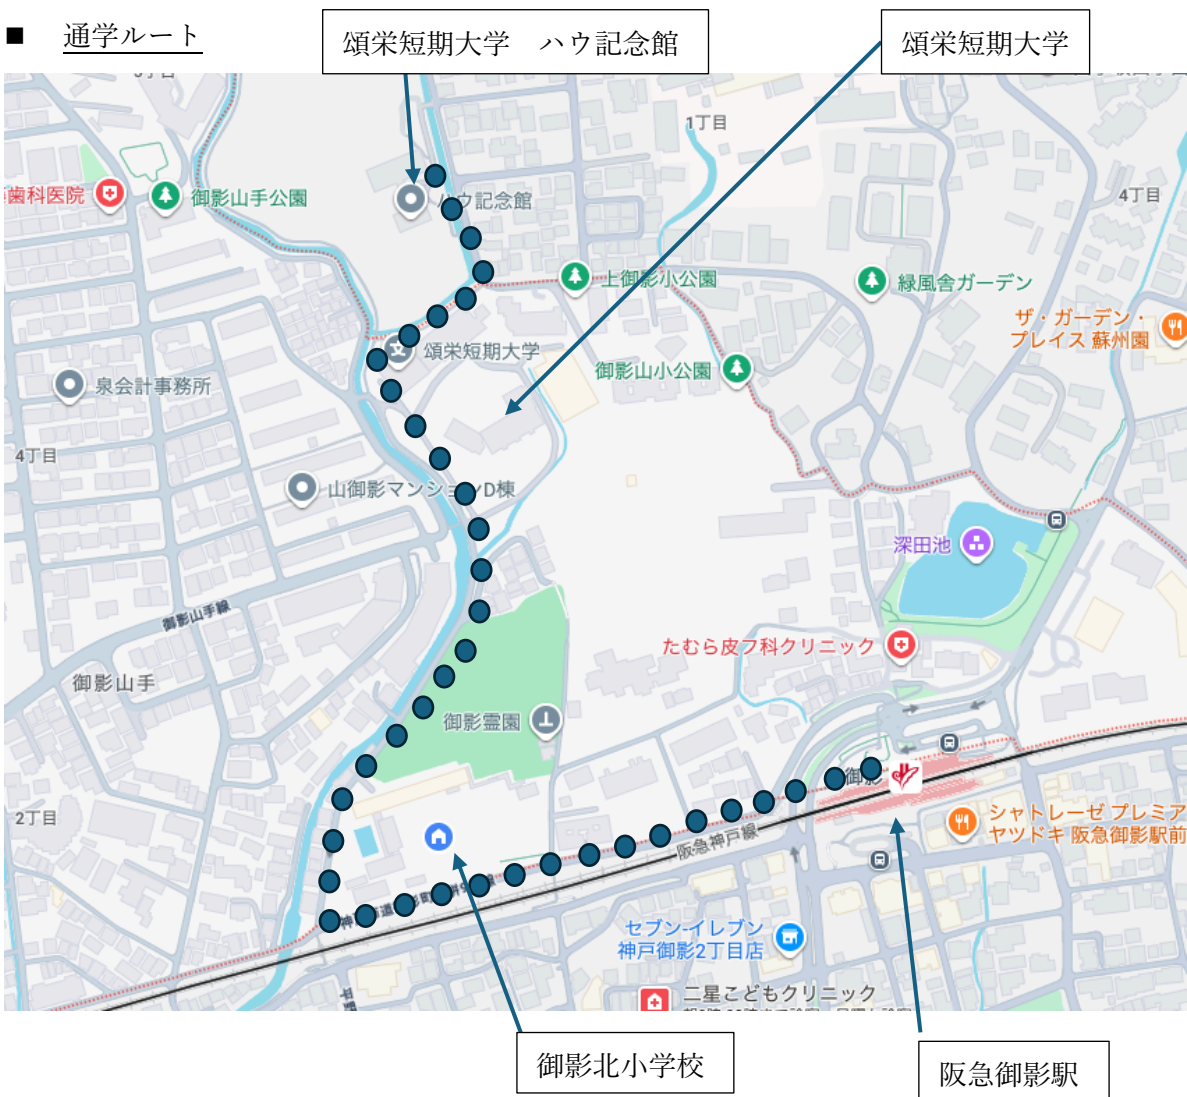 ■ 通学ルート
頌栄短期大学 ハウ記念館
頌栄短期大学
1丁目
歯科医院
御影山手公園
ハウ記念館
4丁目
上御影小公園
緑風舎ガーデン
ザ・ガーデン・
プレイス 蘇州園
頌栄短期大学
御影山小公園
泉会計事務所
4丁目
山御影マンションD棟
深田池
御影山手線
たむら皮フ科クリニック
御影山手
御影霊園
御影
2丁目
シャトレーゼ プレミア
ヤツドキ 阪急御影駅前
阪急神戸線
セブン-イレブン
神戸御影2丁目店
二星こどもクリニック
御影北小学校
阪急御影駅